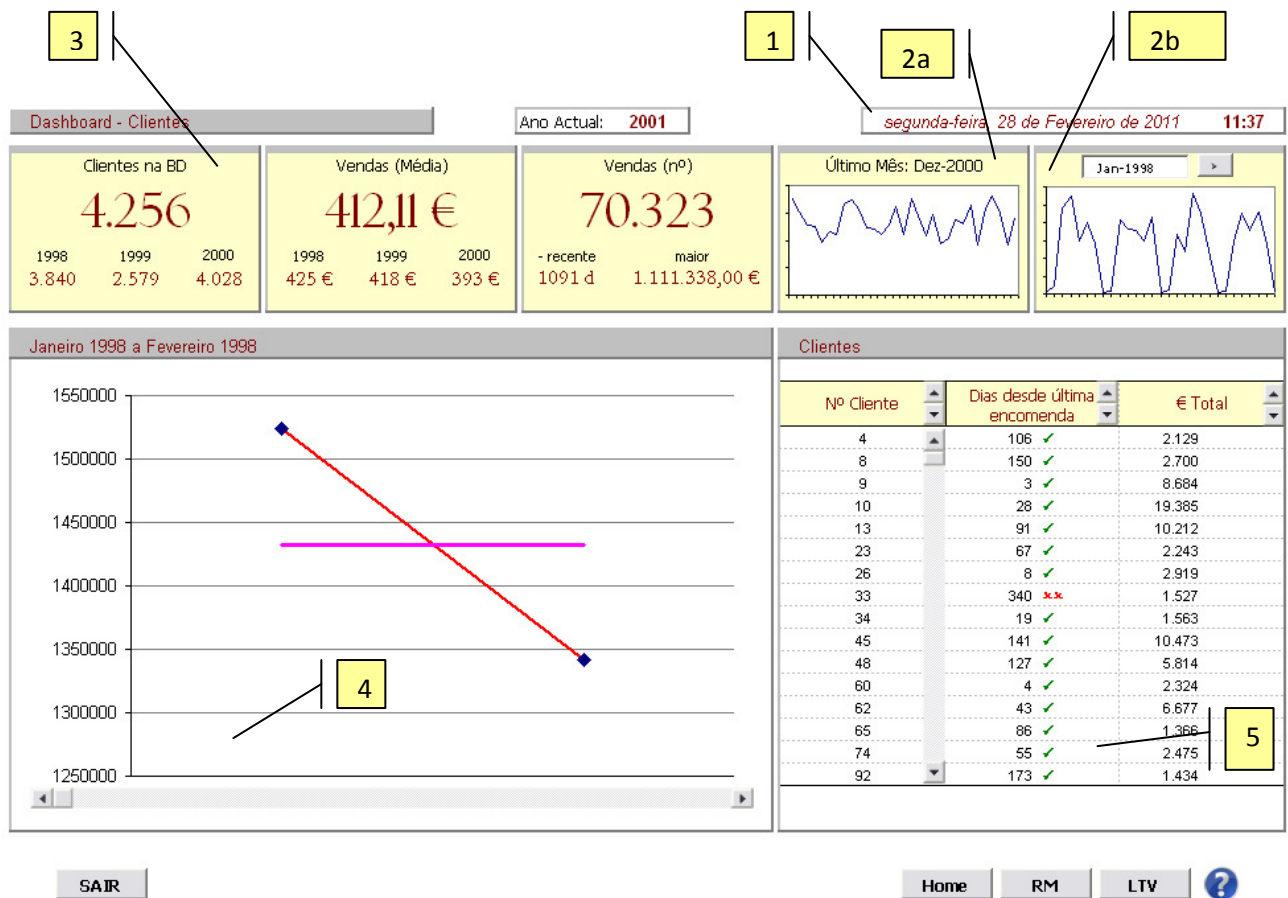 3
1
2a
2b
Dashboard - Clientes
Ano Actual: 2001
segunda-feira, 28 de Fevereiro de 2011 11:37
Clientes na BD
4.256
1998 1999 2000
3.840 2.579 4.028
Vendas (Média)
412,11 €
1998 1999 2000
425 € 418 € 393 €
Vendas (nº)
70.323
- recente maior
1091 d 1.111.338,00 €
Último Mês: Dez-2000
Jan-1998 >
Janeiro 1998 a Fevereiro 1998
1550000
1500000
1450000
1400000
1350000
1300000
1250000
4
Clientes
Nº Cliente Dias desde última encomenda € Total
4 106 ✓ 2.129
8 150 ✓ 2.700
9 3 ✓ 8.684
10 28 ✓ 19.385
13 91 ✓ 10.212
23 67 ✓ 2.243
26 8 ✓ 2.919
33 340 xx 1.527
34 19 ✓ 1.563
45 141 ✓ 10.473
48 127 ✓ 5.814
60 4 ✓ 2.324
62 43 ✓ 6.677
65 86 ✓ 1.366
74 55 ✓ 2.475
92 173 ✓ 1.434
5
SAIR
Home RM LTV ?